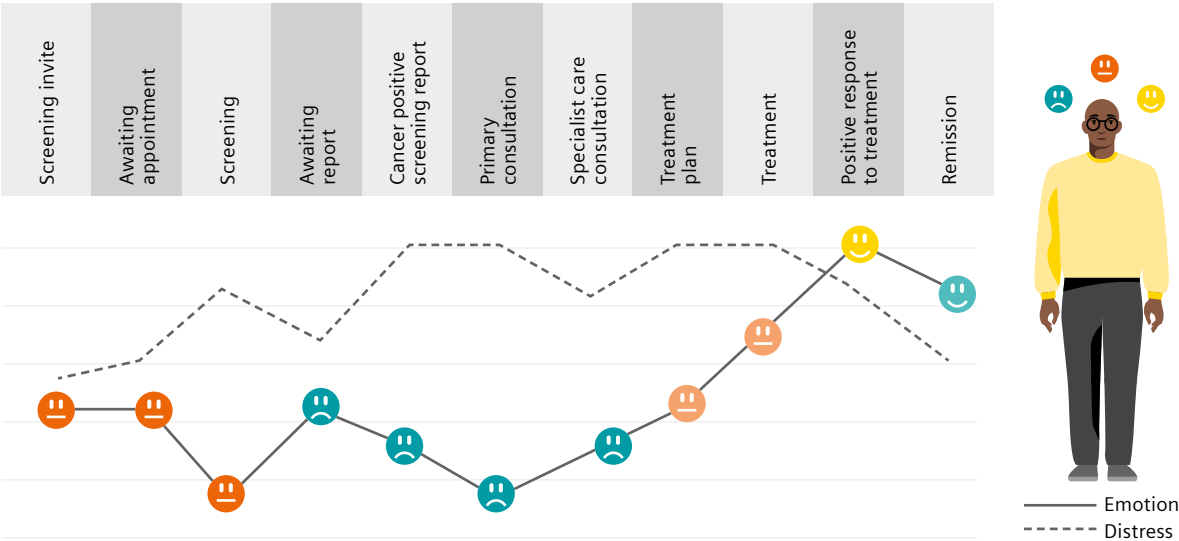 Screening invite
Awaiting
appointment
Screening
Awaiting
report
Cancer positive
screening report
Primary
consultation
Specialist care
consultation
Treatment
plan
Treatment
Positive response
to treatment
Remission
Emotion
Distress